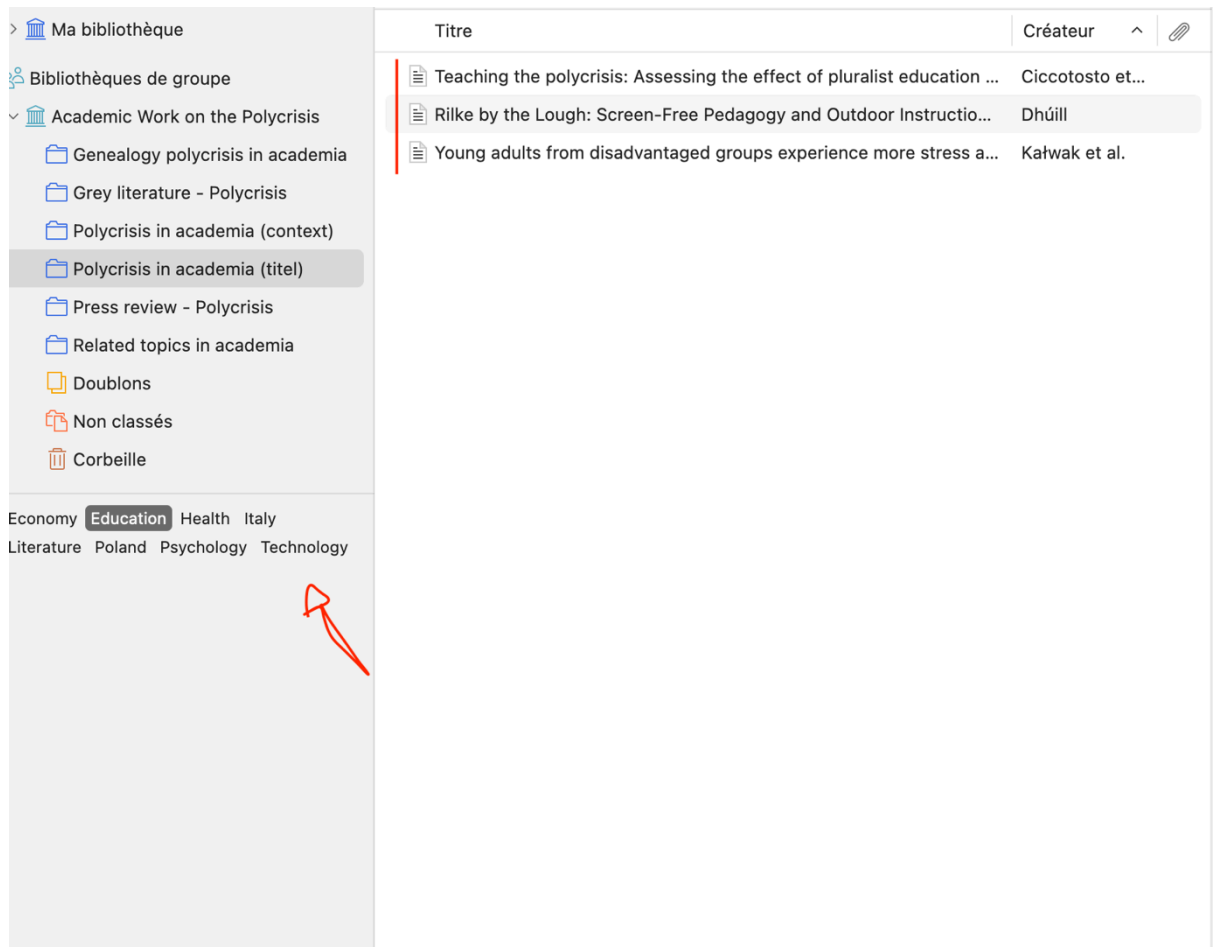 Ma bibliothèque
Bibliothèques de groupe
Academic Work on the Polycrisis
Genealogy polycrisis in academia
Grey literature - Polycrisis
Polycrisis in academia (context)
Polycrisis in academia (titel)
Press review - Polycrisis
Related topics in academia
Doublons
Non classés
Corbeille
Economy Education Health Italy
Literature Poland Psychology Technology
Titre Créateur
Teaching the polycrisis: Assessing the effect of pluralist education ... Ciccotosto et...
Rilke by the Lough: Screen-Free Pedagogy and Outdoor Instructio... Dhúill
Young adults from disadvantaged groups experience more stress a... Kałwak et al.